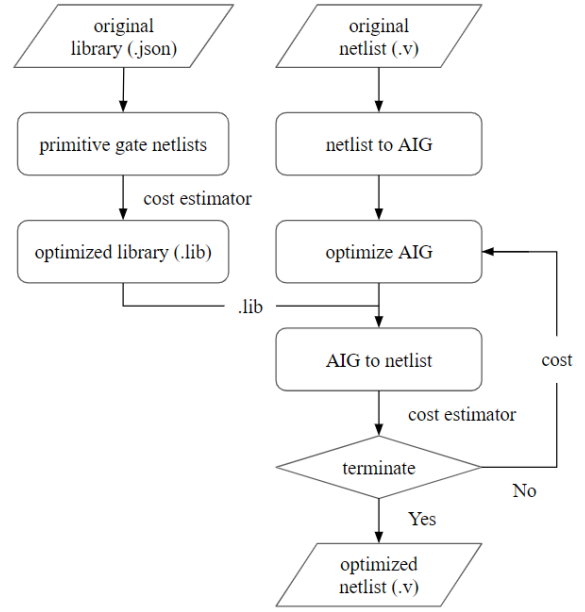 original
library (.json)
original
netlist (.v)
primitive gate netlists
netlist to AIG
cost estimator
optimized library (.lib)
optimize AIG
.lib
AIG to netlist
cost
cost estimator
terminate
No
Yes
optimized
netlist (.v)